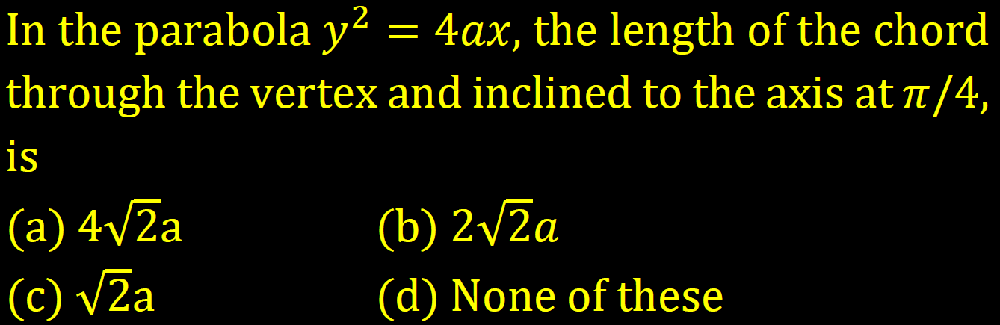 In the parabola y² = 4ax, the length of the chord
through the vertex and inclined to the axis at π/4,
is
(a) 4√2a (b) 2√2a
(c) √2a (d) None of these